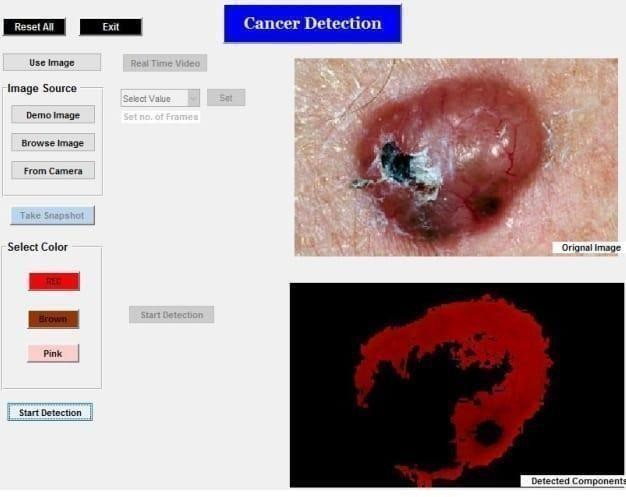 Cancer Detection
Reset All
Exit
Use Image
Real Time Video
Image Source
Select Value
Set
Demo Image
Set no. of Frames
Browse Image
From Camera
Take Snapshot
Select Color
Orignal Image
RED
Brown
Start Detection
Pink
Start Detection
Detected Components